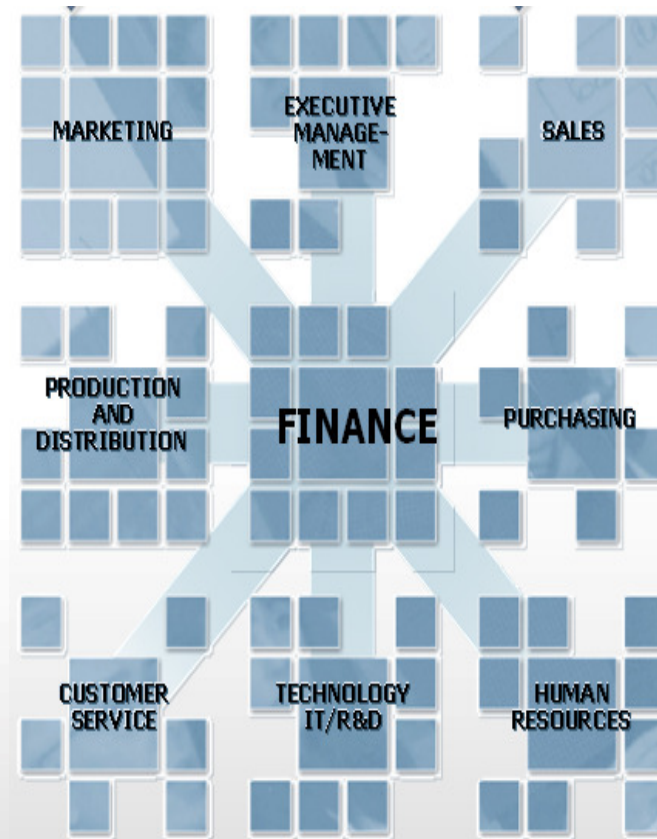 MARKETING
EXECUTIVE
MANAGE-
MENT
SALES
PRODUCTION
AND
DISTRIBUTION
FINANCE
PURCHASING
CUSTOMER
SERVICE
TECHNOLOGY
IT/R&D
HUMAN
RESOURCES